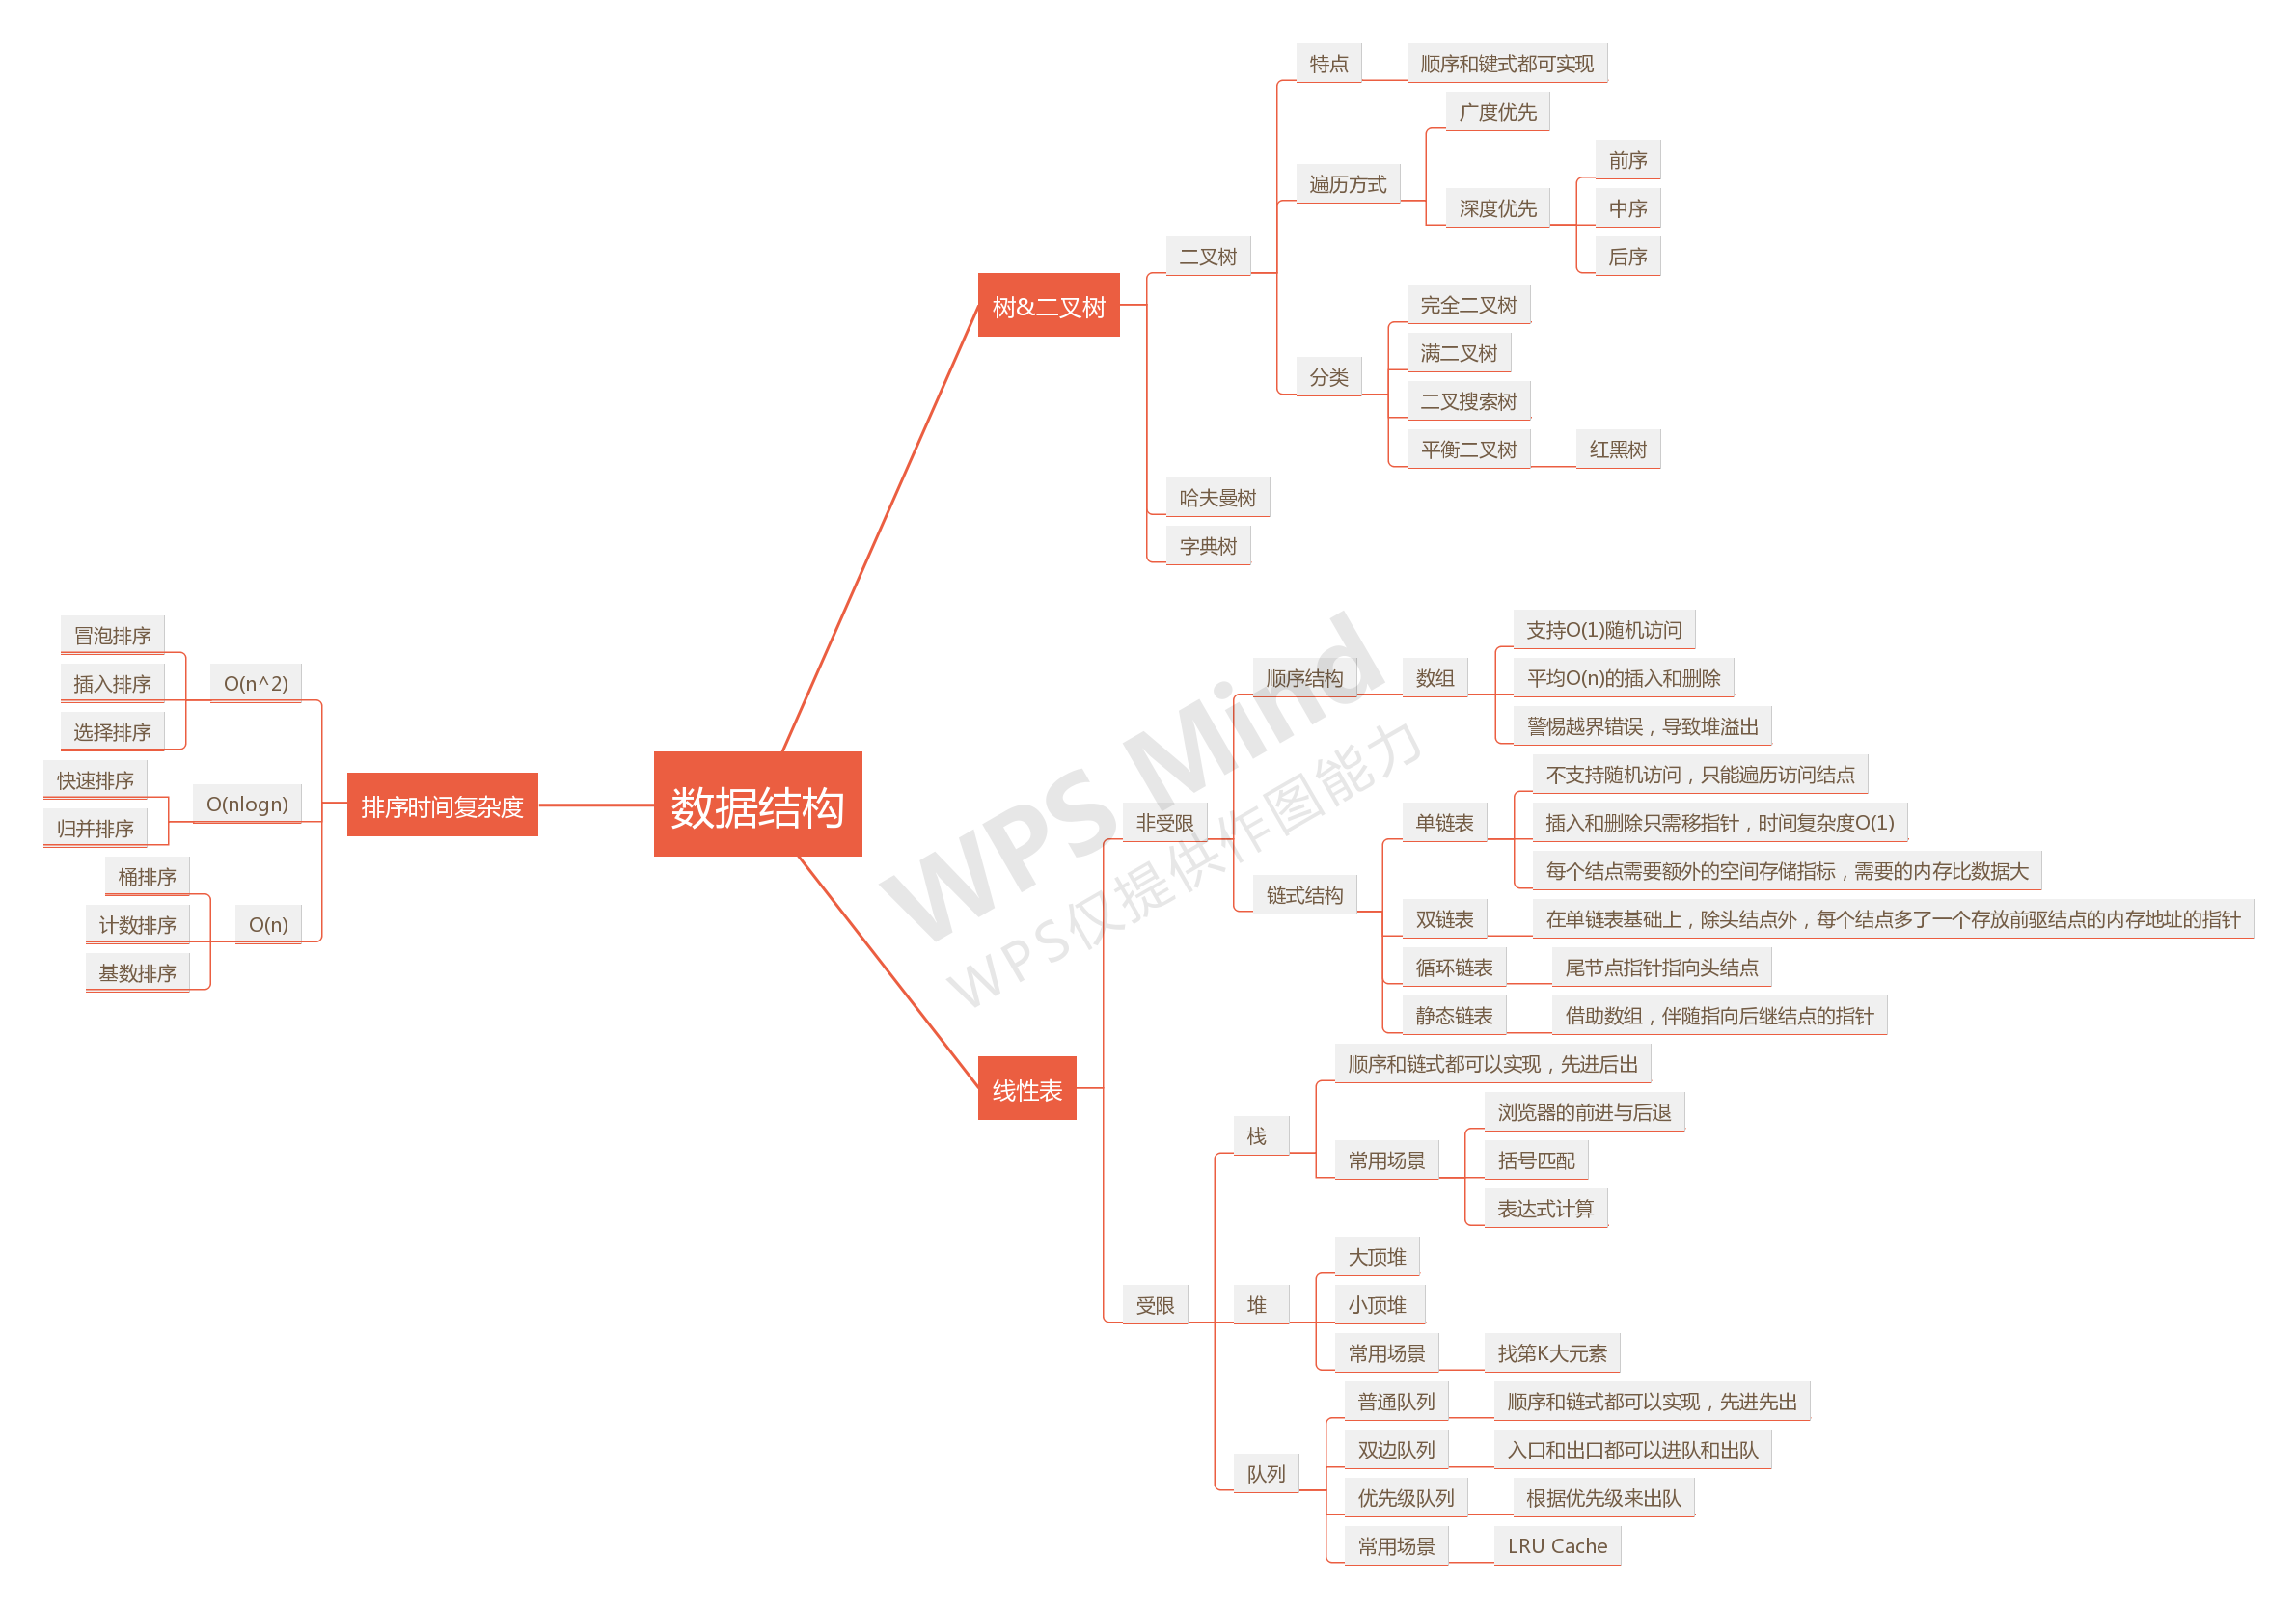 数据结构
树&二叉树
二叉树
特点
顺序和键式都可实现
遍历方式
广度优先
深度优先
前序
中序
后序
分类
完全二叉树
满二叉树
二叉搜索树
平衡二叉树
红黑树
哈夫曼树
字典树
线性表
非受限
顺序结构
数组
支持O(1)随机访问
平均O(n)的插入和删除
警惕越界错误，导致堆溢出
链式结构
单链表
不支持随机访问，只能遍历访问结点
插入和删除只需移指针，时间复杂度O(1)
每个结点需要额外的空间存储指标，需要的内存比数据大
双链表
在单链表基础上，除头结点外，每个结点多了一个存放前驱结点的内存地址的指针
循环链表
尾节点指针指向头结点
静态链表
借助数组，伴随指向后继结点的指针
受限
栈
顺序和链式都可以实现，先进后出
常用场景
浏览器的前进与后退
括号匹配
表达式计算
堆
大顶堆
小顶堆
常用场景
找第K大元素
队列
普通队列
顺序和链式都可以实现，先进先出
双边队列
入口和出口都可以进队和出队
优先级队列
根据优先级来出队
常用场景
LRU Cache
排序时间复杂度
O(n^2)
冒泡排序
插入排序
选择排序
O(nlogn)
快速排序
归并排序
O(n)
桶排序
计数排序
基数排序
WPS Mind
WPS仅提供作图能力